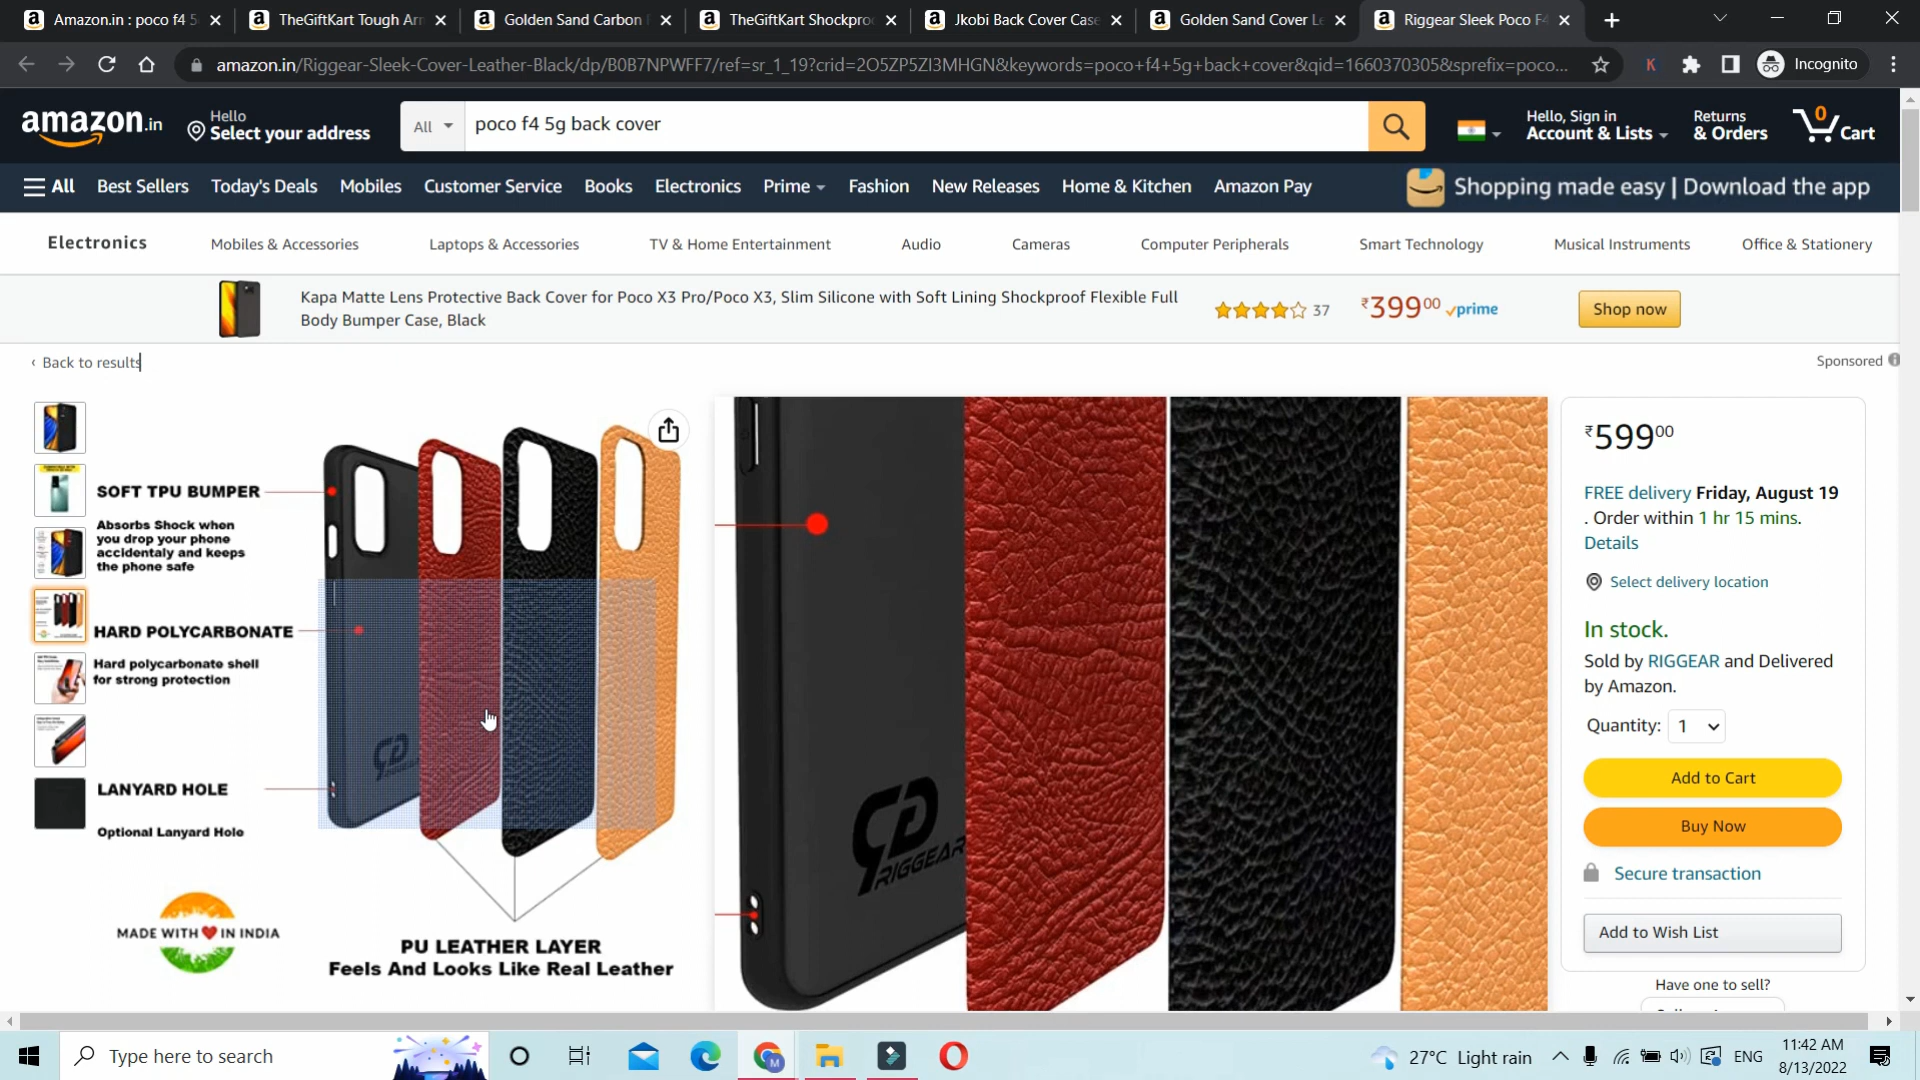 Amazon.in : poco f4 5
TheGiftKart Tough Arr
Golden Sand Carbon
TheGiftKart Shockpro
Jkobi Back Cover Case
Golden Sand Cover Le
Riggear Sleek Poco F4
amazon.in/Riggear-Sleek-Cover-Leather-Black/dp/B0B7NPWFF7/ref=sr_1_19?crid=2O5ZP5ZI3MHGN&keywords=poco+f4+5g+back+cover&qid=1660370305&sprefix=poco...
K
Incognito
amazon.in
Hello
Select your address
All
poco f4 5g back cover
Hello, Sign in
Account & Lists
Returns
& Orders
0
Cart
All
Best Sellers
Today's Deals
Mobiles
Customer Service
Books
Electronics
Prime
Fashion
New Releases
Home & Kitchen
Amazon Pay
Shopping made easy | Download the app
Electronics
Mobiles & Accessories
Laptops & Accessories
TV & Home Entertainment
Audio
Cameras
Computer Peripherals
Smart Technology
Musical Instruments
Office & Stationery
Kapa Matte Lens Protective Back Cover for Poco X3 Pro/Poco X3, Slim Silicone with Soft Lining Shockproof Flexible Full
Body Bumper Case, Black
37
₹39900
prime
Shop now
‹ Back to results
Sponsored
SOFT TPU BUMPER
Absorbs Shock when
you drop your phone
accidentaly and keeps
the phone safe
HARD POLYCARBONATE
Hard polycarbonate shell
for strong protection
LANYARD HOLE
Optional Lanyard Hole
MADE WITH ❤ IN INDIA
PU LEATHER LAYER
Feels And Looks Like Real Leather
RIGGEAR
₹59900
FREE delivery Friday, August 19
. Order within 1 hr 15 mins.
Details
Select delivery location
In stock.
Sold by RIGGEAR and Delivered
by Amazon.
Quantity: 1
Add to Cart
Buy Now
Secure transaction
Add to Wish List
Have one to sell?
Type here to search
M
27°C Light rain
ENG
11:42 AM
8/13/2022